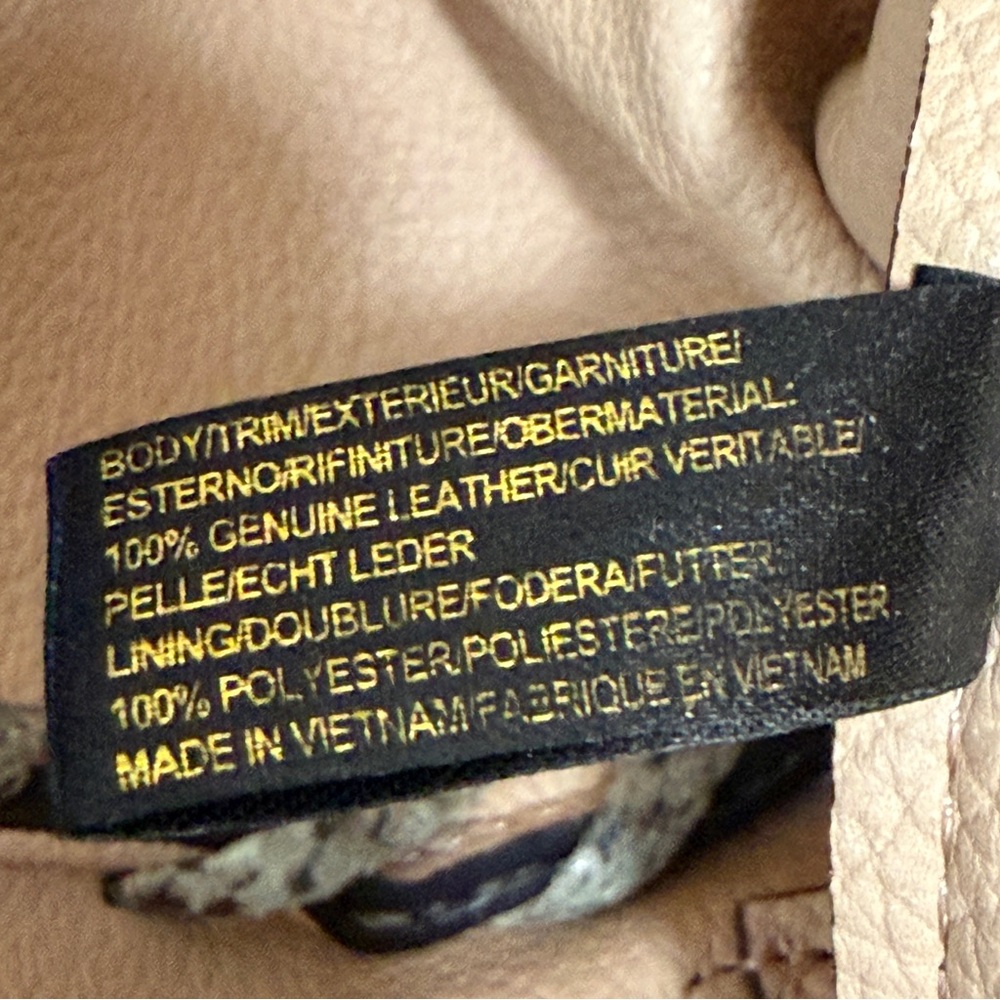 BODY/TRIM/EXTERIEUR/GARNITURE/
ESTERNO/RIFINITURE/OBERMATERIAL:
100% GENUINE LEATHER/CUIR VERITABLE/
PELLE/ECHT LEDER
LINING/DOUBLURE/FODERA/FUTTER:
100% POLYESTER/POLIESTERE/POLYESTER
MADE IN VIETNAM/FABRIQUE EN VIETNAM